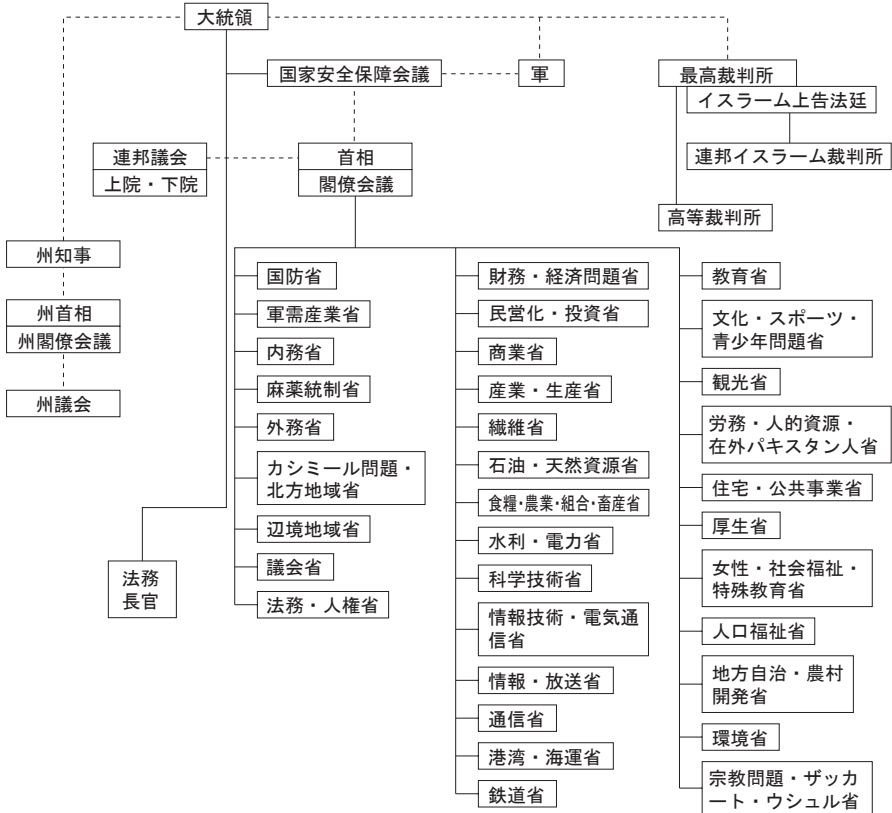 大統領
国家安全保障会議
軍
最高裁判所
イスラーム上告法廷
連邦イスラーム裁判所
高等裁判所
連邦議会
上院・下院
首相
閣僚会議
州知事
州首相
州閣僚会議
州議会
法務
長官
国防省
軍需産業省
内務省
麻薬統制省
外務省
カシミール問題・
北方地域省
辺境地域省
議会省
法務・人権省
財務・経済問題省
民営化・投資省
商業省
産業・生産省
繊維省
石油・天然資源省
食糧・農業・組合・畜産省
水利・電力省
科学技術省
情報技術・電気通
信省
情報・放送省
通信省
港湾・海運省
鉄道省
教育省
文化・スポーツ・
青少年問題省
観光省
労務・人的資源・
在外パキスタン人省
住宅・公共事業省
厚生省
女性・社会福祉・
特殊教育省
人口福祉省
地方自治・農村
開発省
環境省
宗教問題・ザッカ
ート・ウシュル省